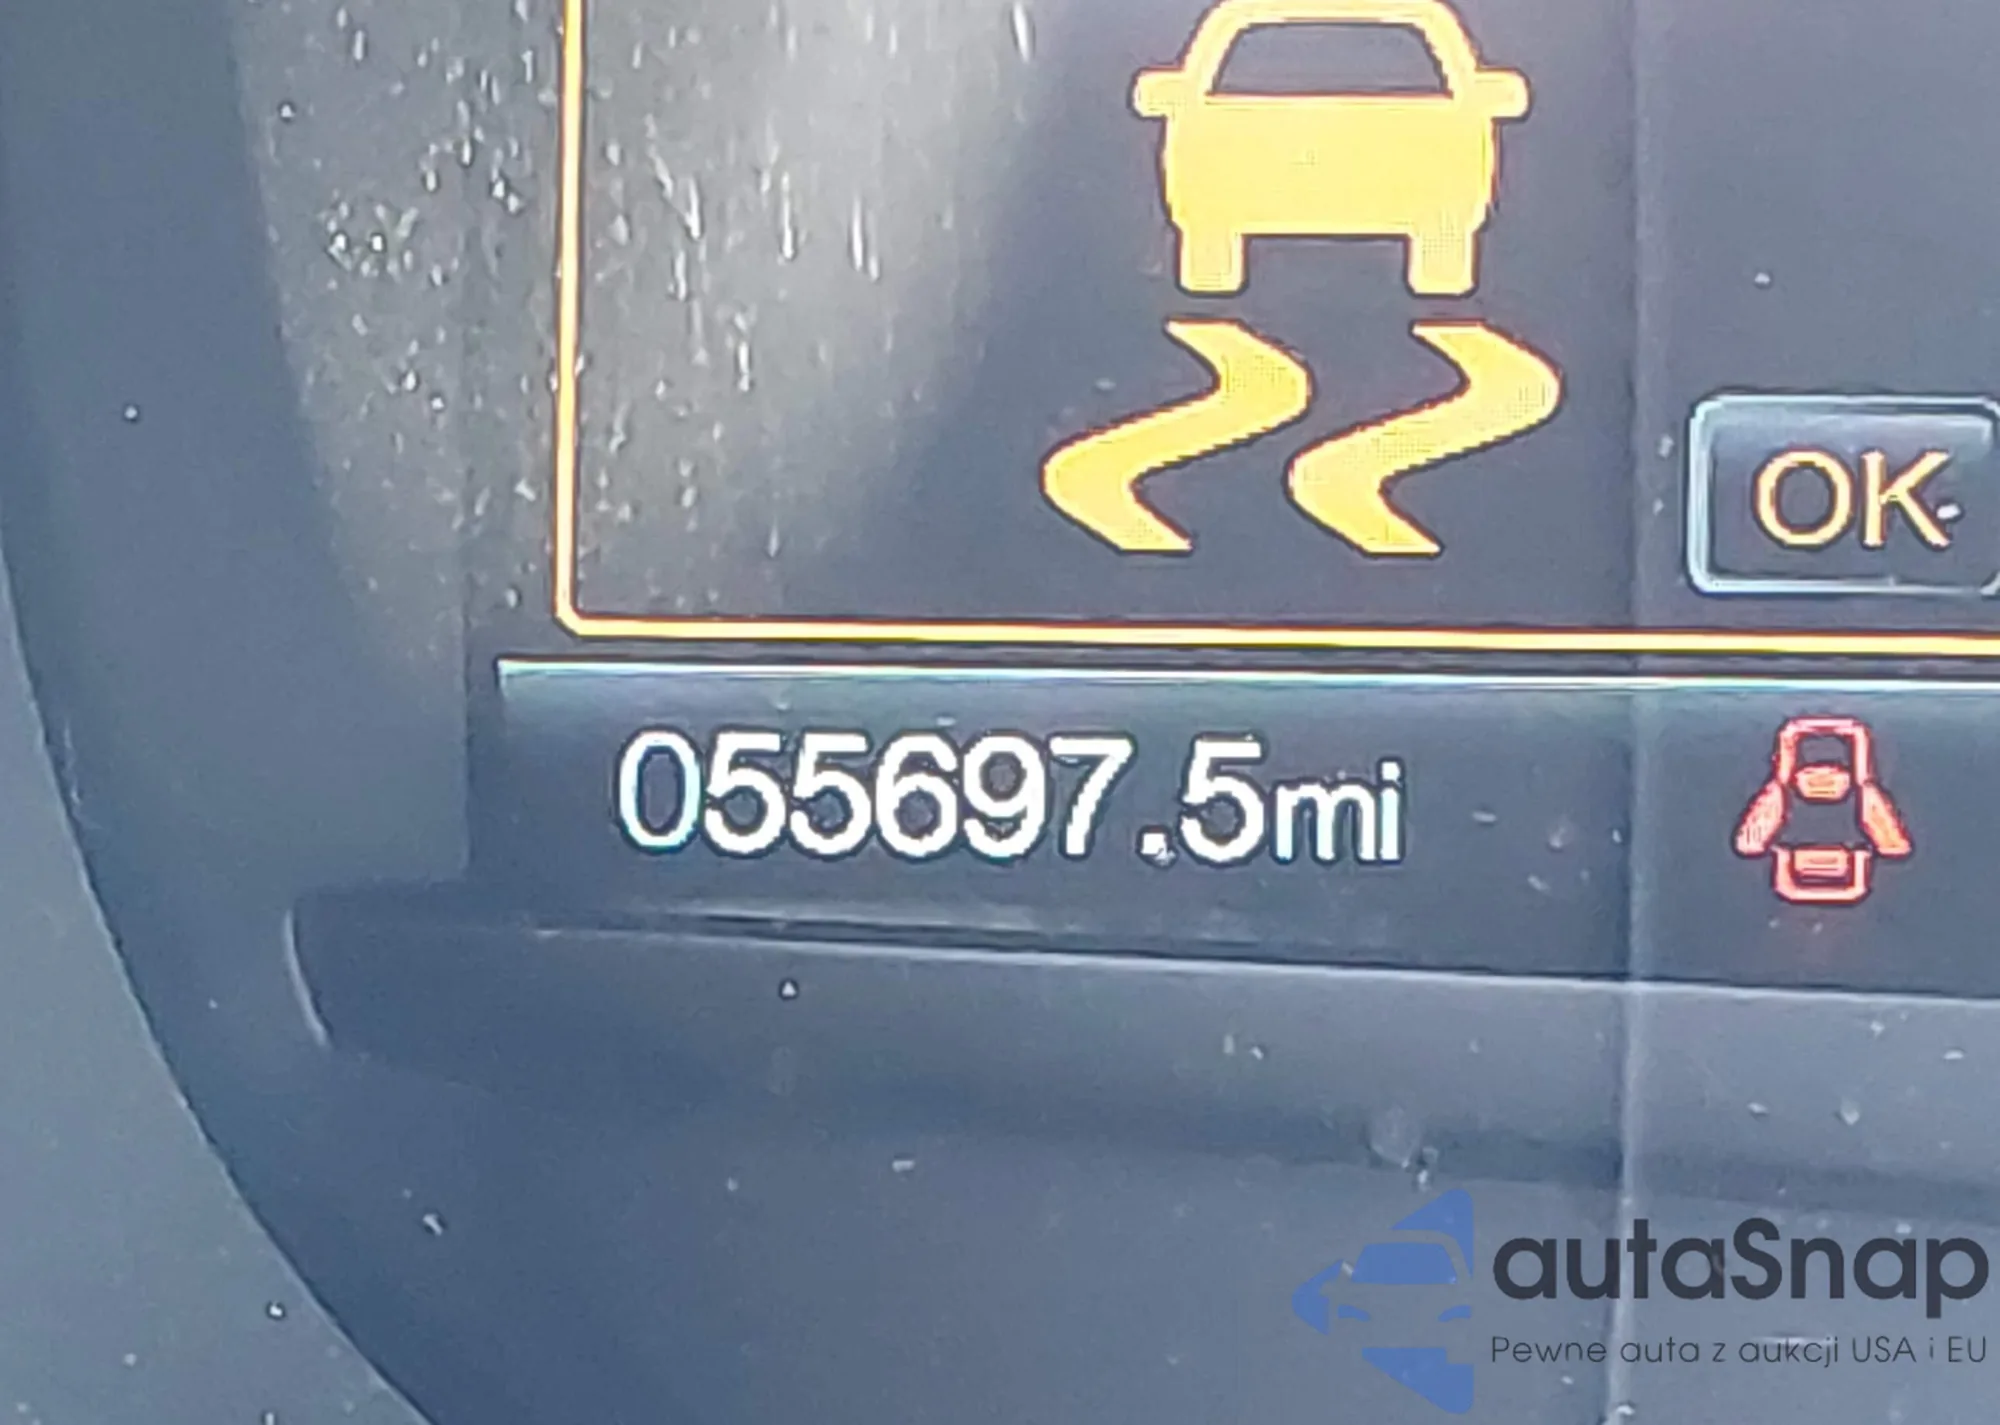 OK
055697.5mi
autaSnap
Pewne auta z aukcji USA i EU